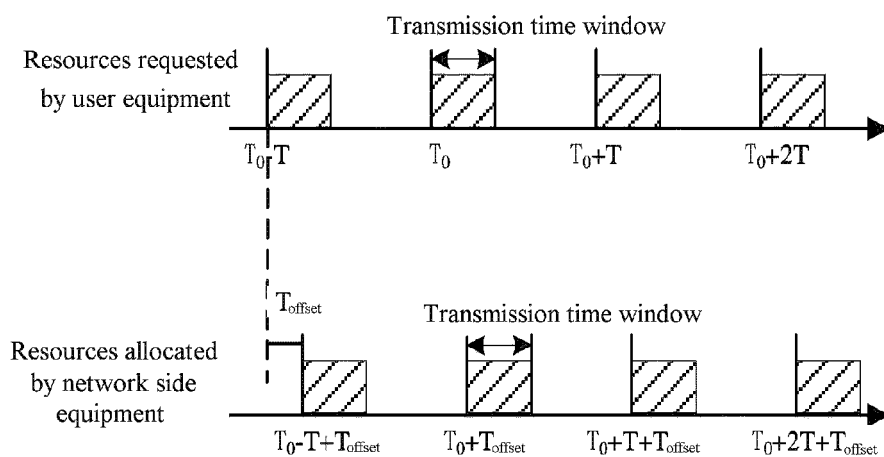 Transmission time window
Resources requested
by user equipment
T0-T
T0
T0+T
T0+2T
Toffset
Transmission time window
Resources allocated
by network side
equipment
T0-T+Toffset
T0+Toffset
T0+T+Toffset
T0+2T+Toffset